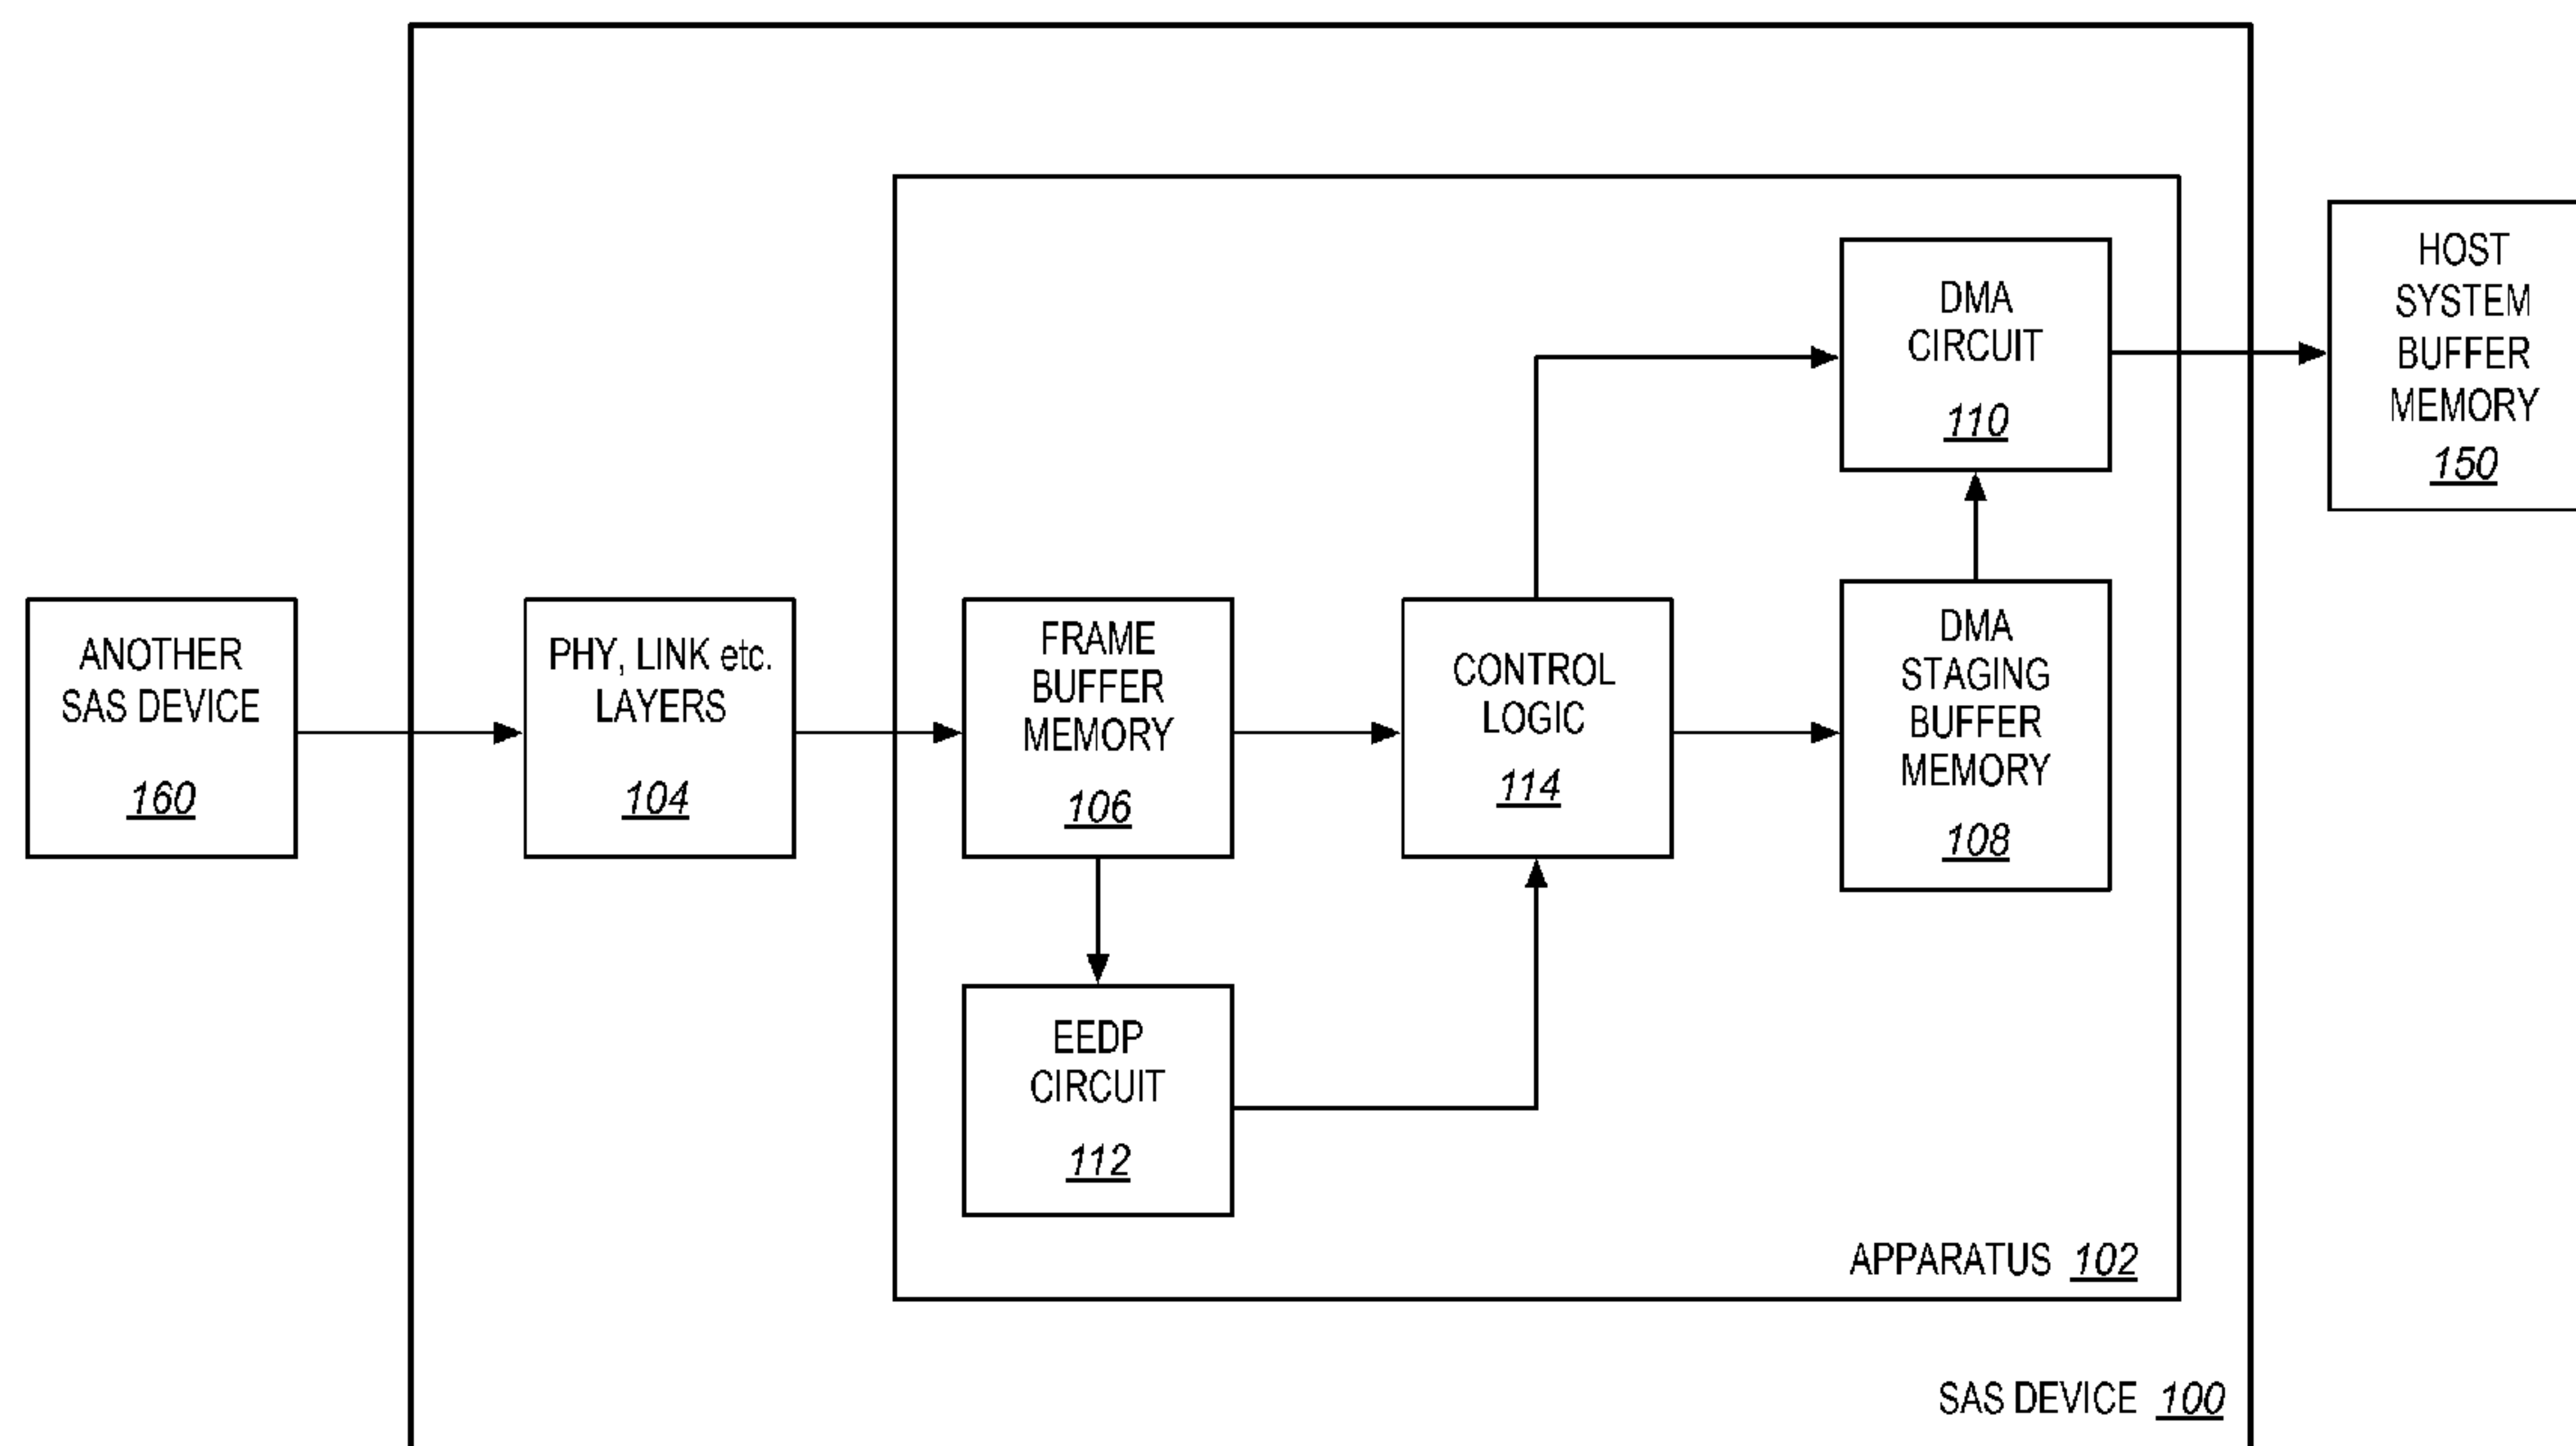 ANOTHER
SAS DEVICE
160
PHY, LINK etc.
LAYERS
104
FRAME
BUFFER
MEMORY
106
EEDP
CIRCUIT
112
CONTROL
LOGIC
114
DMA
CIRCUIT
110
DMA
STAGING
BUFFER
MEMORY
108
HOST
SYSTEM
BUFFER
MEMORY
150
APPARATUS 102
SAS DEVICE 100